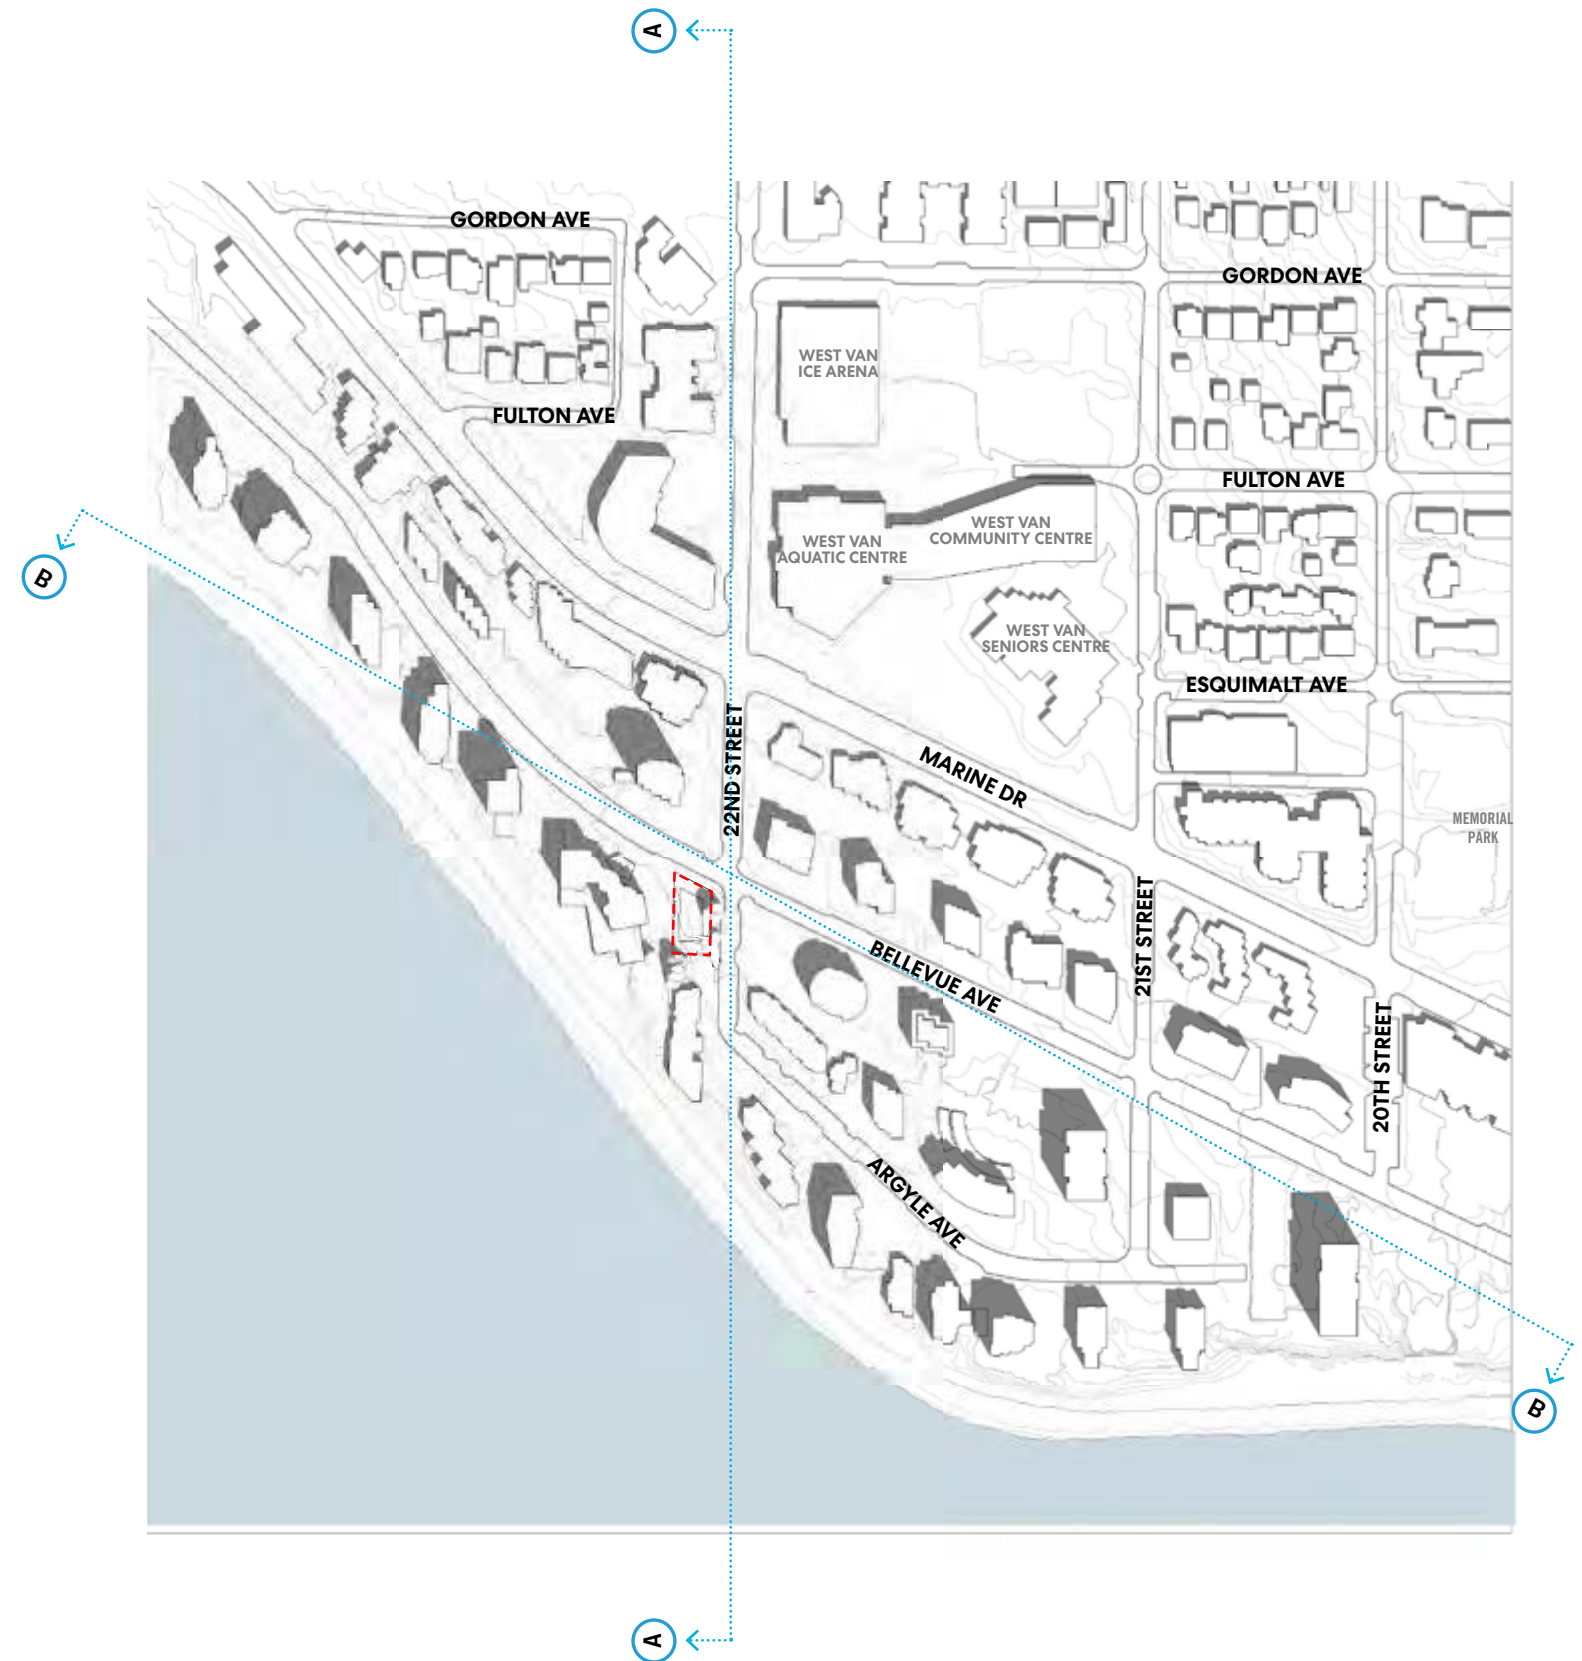 A
GORDON AVE
GORDON AVE
WEST VAN
ICE ARENA
FULTON AVE
FULTON AVE
WEST VAN
COMMUNITY CENTRE
WEST VAN
AQUATIC CENTRE
B
WEST VAN
SENIORS CENTRE
ESQUIMALT AVE
22ND STREET
MARINE DR
MEMORIAL
PARK
21ST STREET
BELLEVUE AVE
20TH STREET
ARGYLE AVE
B
A